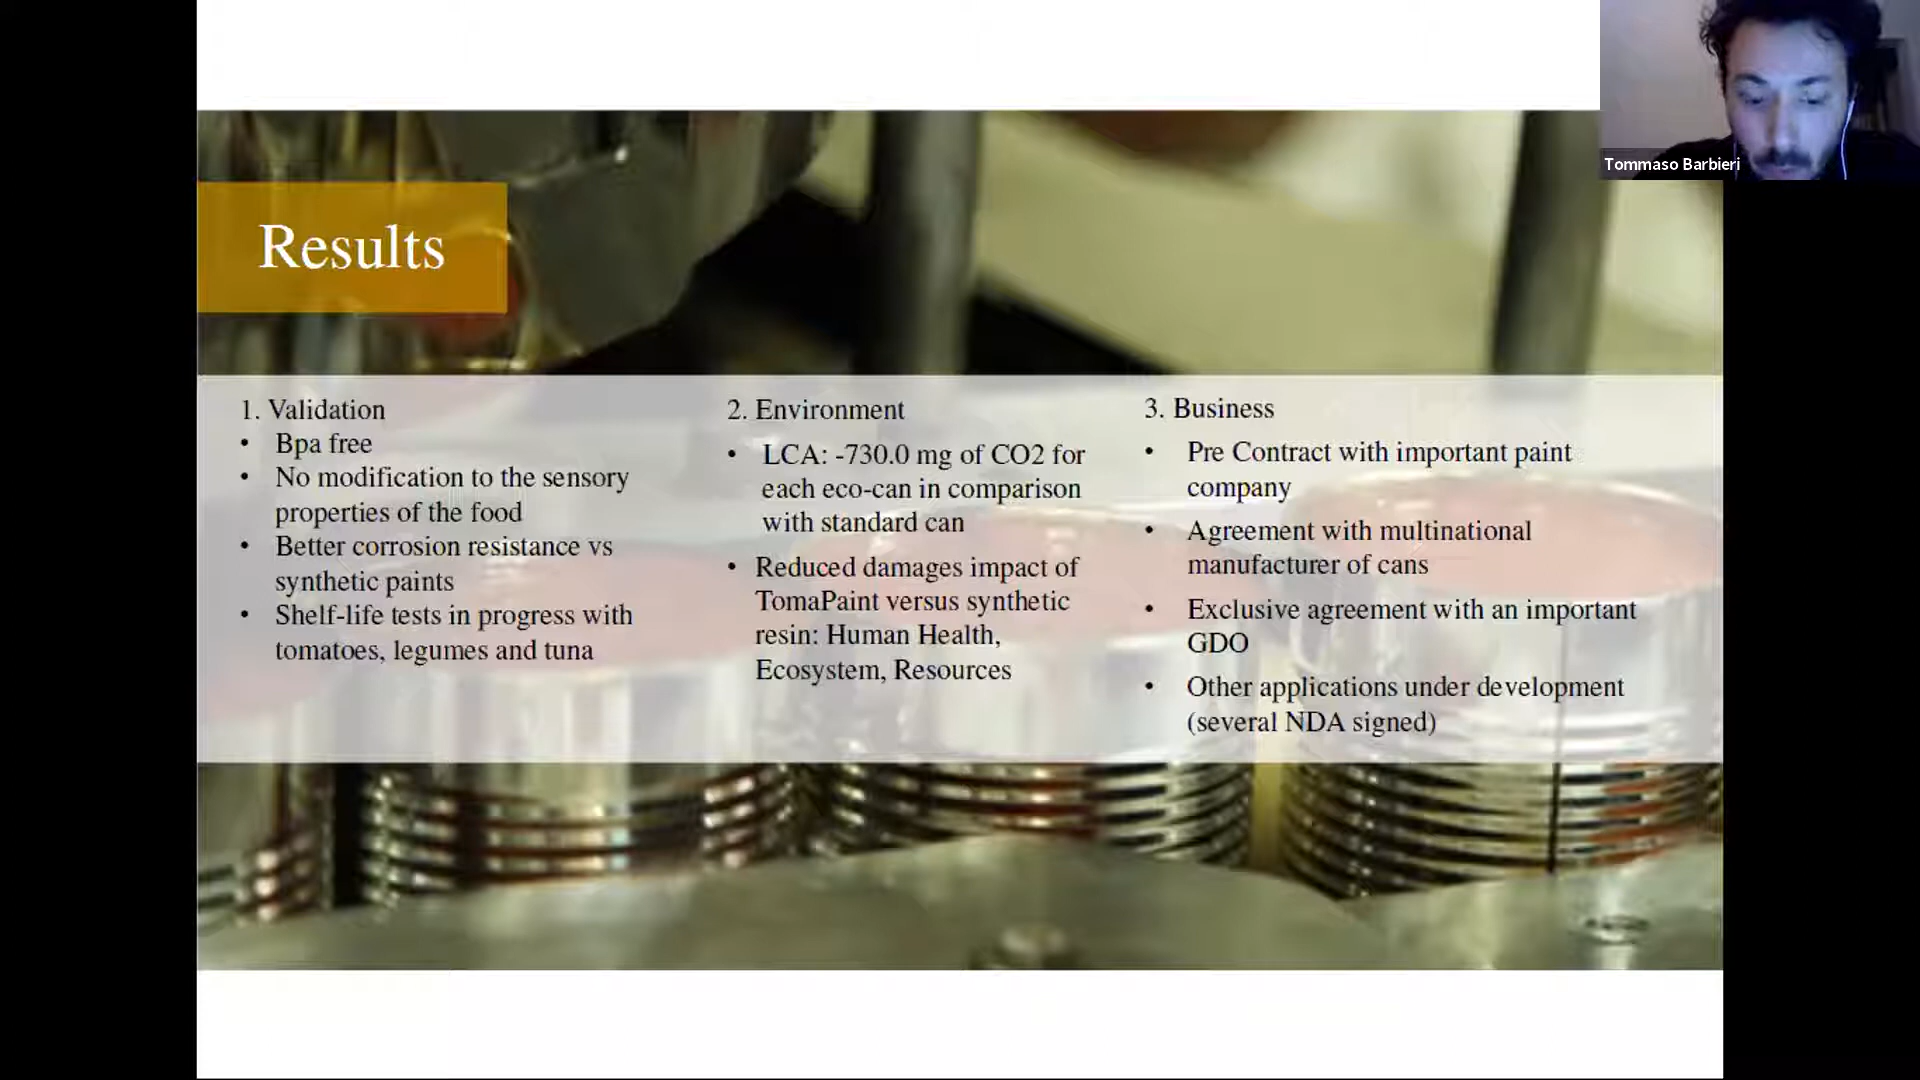 Tommaso Barbieri
Results
1. Validation
• Bpa free
• No modification to the sensory
properties of the food
• Better corrosion resistance vs
synthetic paints
• Shelf-life tests in progress with
tomatoes, legumes and tuna
2. Environment
• LCA: -730.0 mg of CO2 for
each eco-can in comparison
with standard can
• Reduced damages impact of
TomaPaint versus synthetic
resin: Human Health,
Ecosystem, Resources
3. Business
• Pre Contract with important paint
company
• Agreement with multinational
manufacturer of cans
• Exclusive agreement with an important
GDO
• Other applications under development
(several NDA signed)